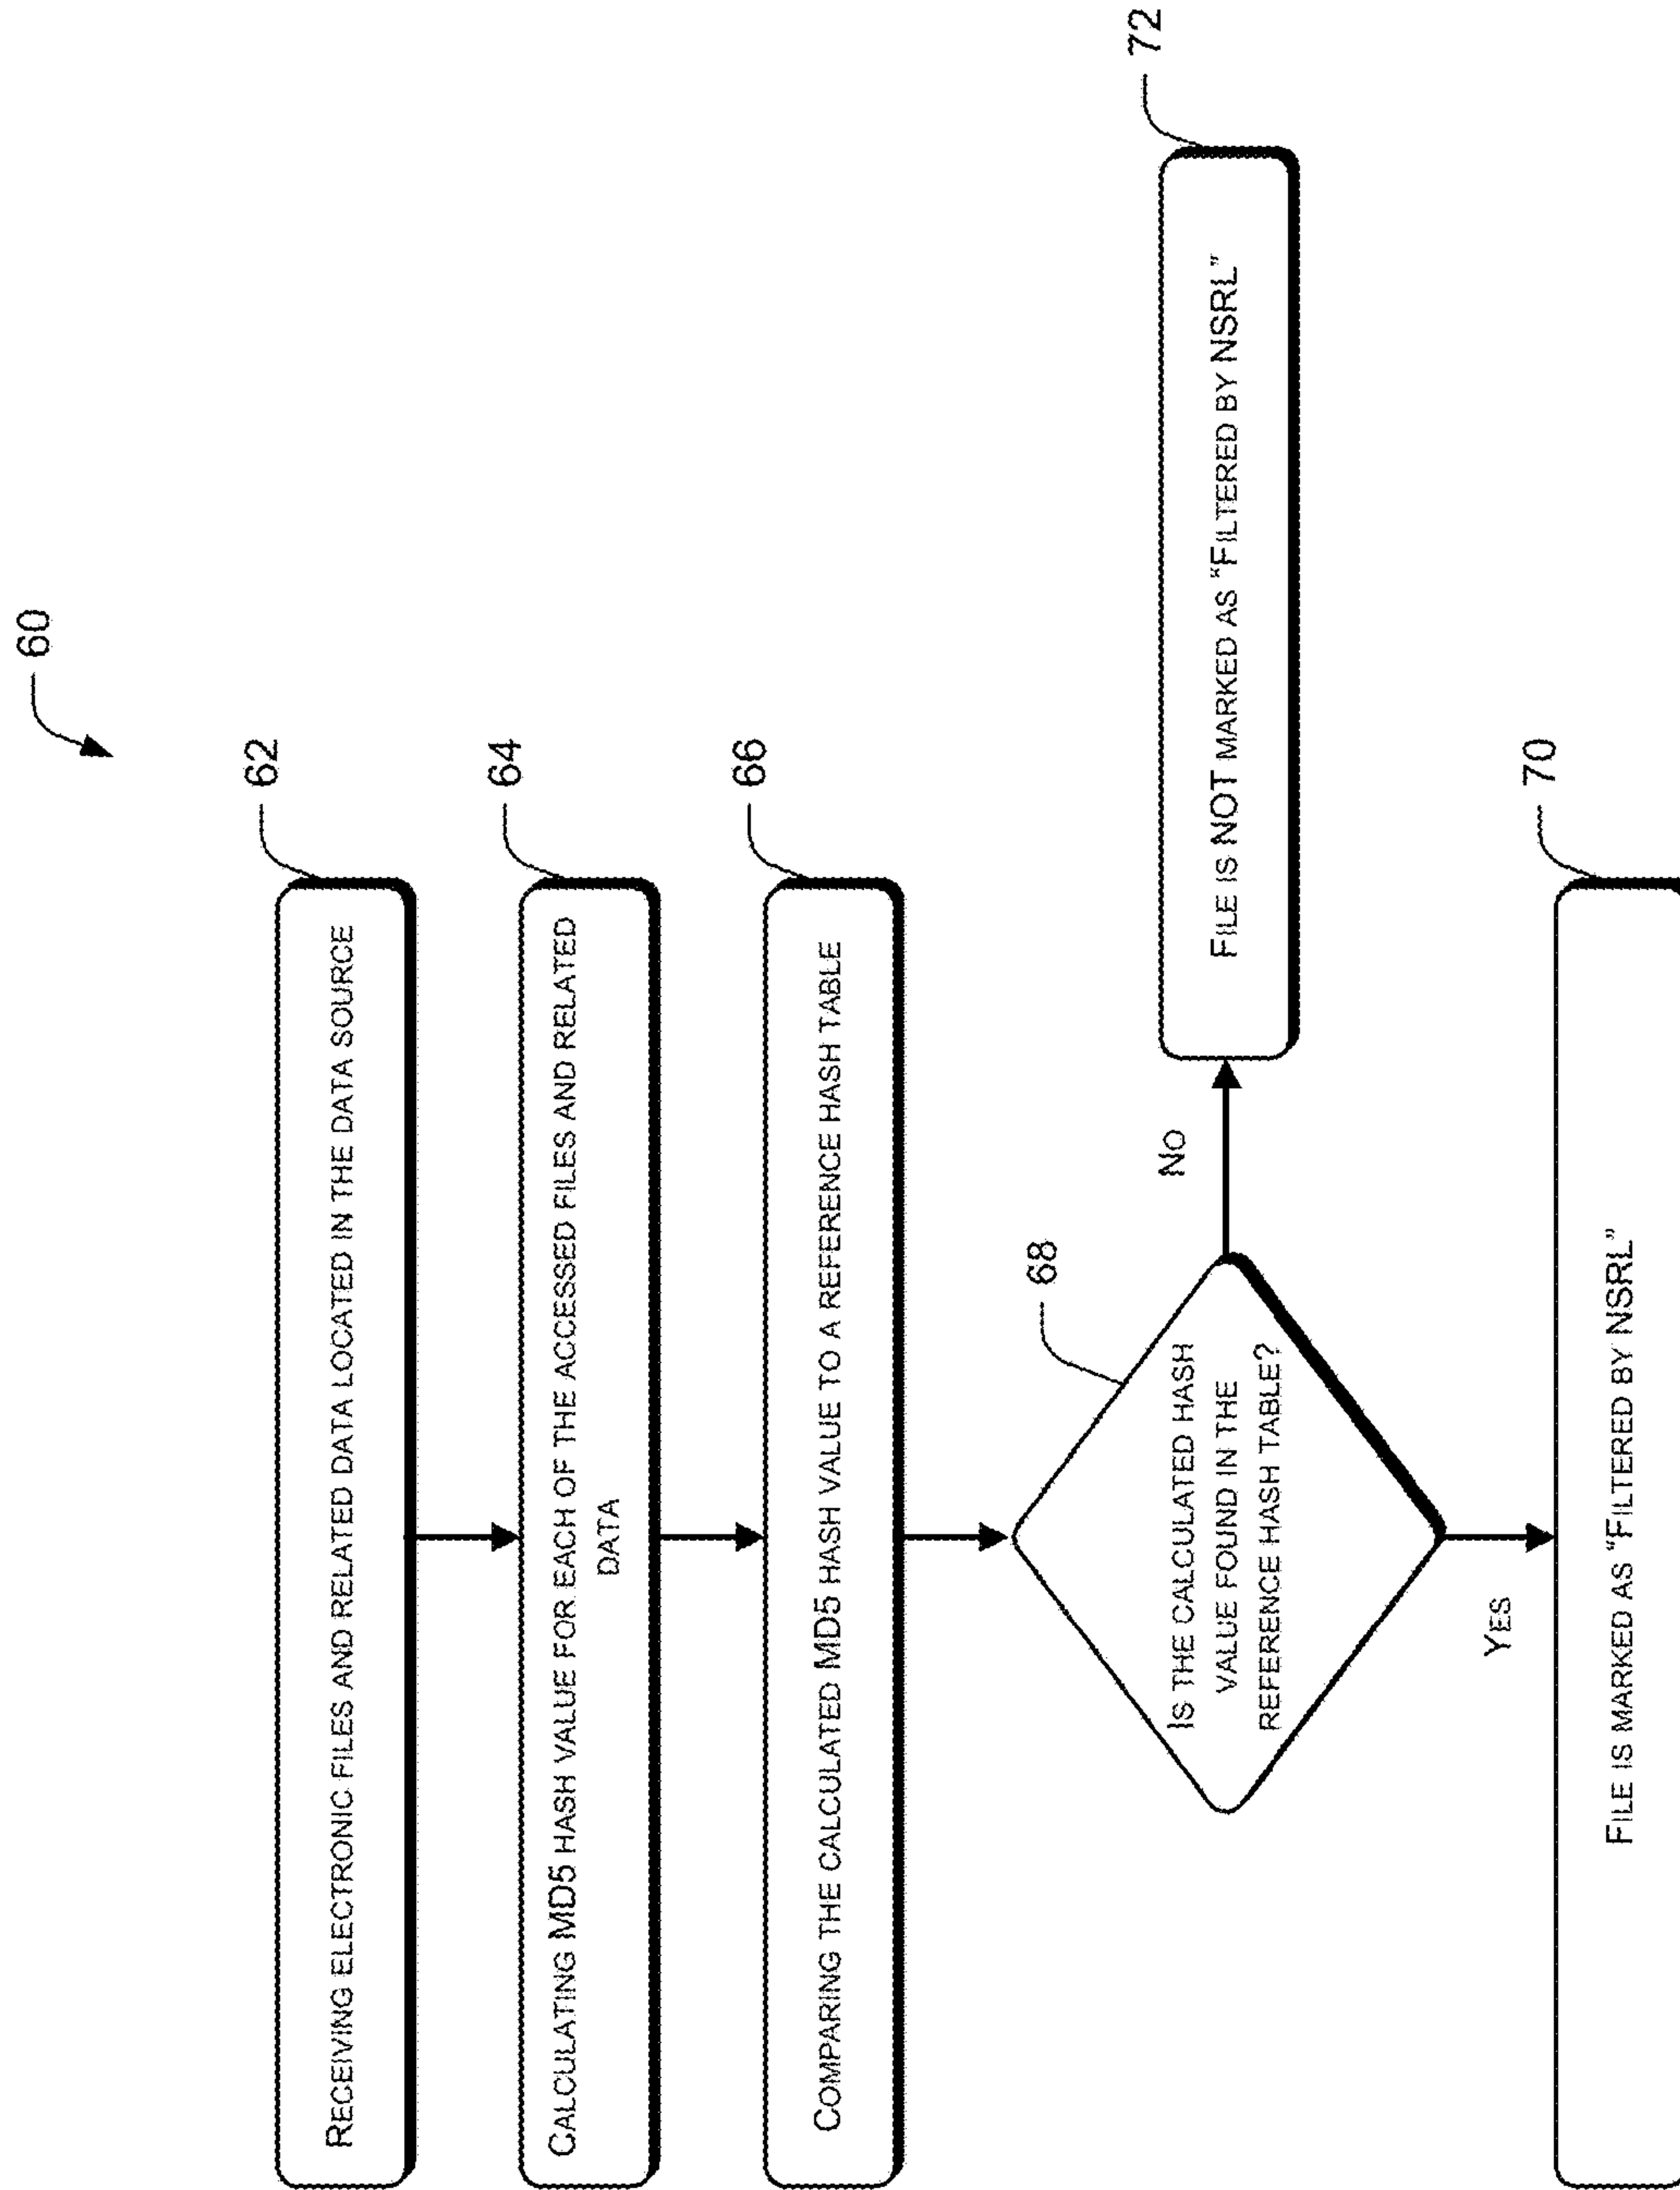 60
62
RECEIVING ELECTRONIC FILES AND RELATED DATA LOCATED IN THE DATA SOURCE
64
CALCULATING MD5 HASH VALUE FOR EACH OF THE ACCESSED FILES AND RELATED
DATA
66
COMPARING THE CALCULATED MD5 HASH VALUE TO A REFERENCE HASH TABLE
68
IS THE CALCULATED HASH
VALUE FOUND IN THE
REFERENCE HASH TABLE?
NO
72
FILE IS NOT MARKED AS "FILTERED BY NSRL"
YES
70
FILE IS MARKED AS "FILTERED BY NSRL"